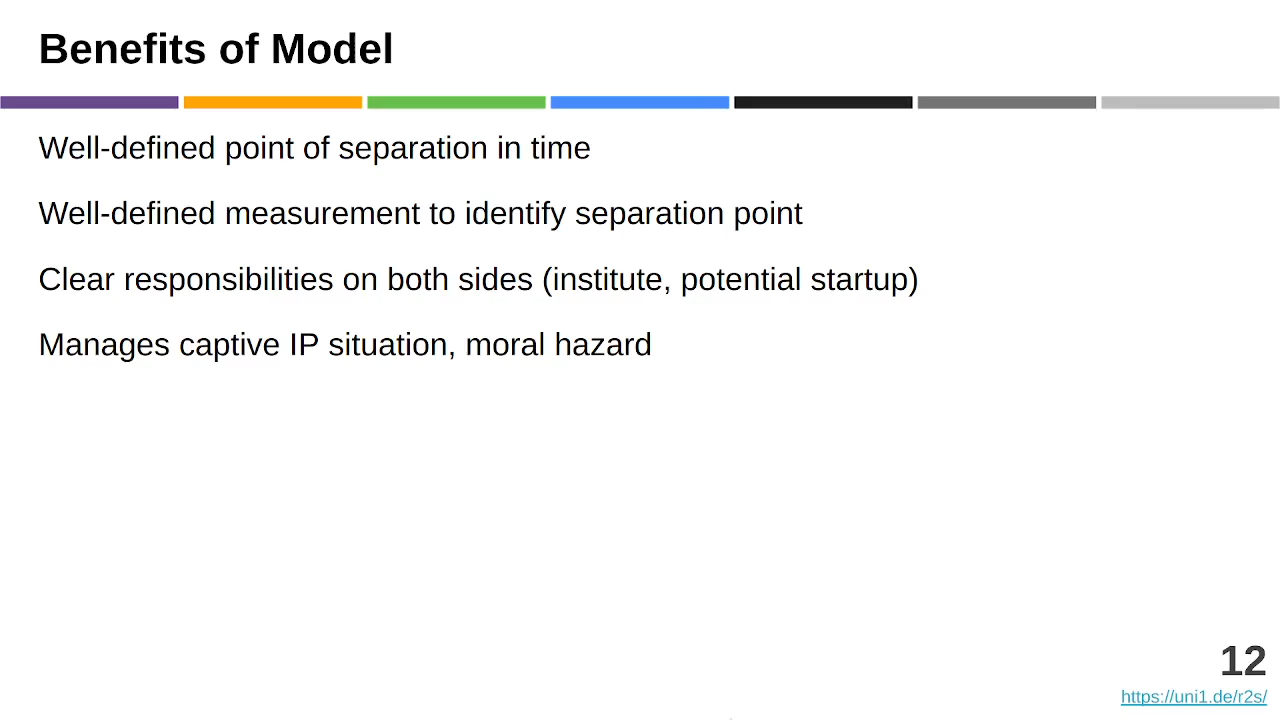 Benefits of Model
Well-defined point of separation in time
Well-defined measurement to identify separation point
Clear responsibilities on both sides (institute, potential startup)
Manages captive IP situation, moral hazard
12
https://uni1.de/r2s/